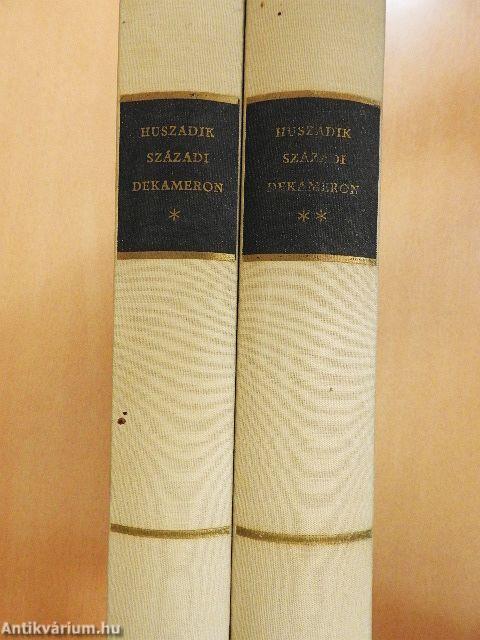 HUSZADIK
SZÁZADI
DEKAMERON
*
HUSZADIK
SZÁZADI
DEKAMERON
* *
Antikvárium.hu